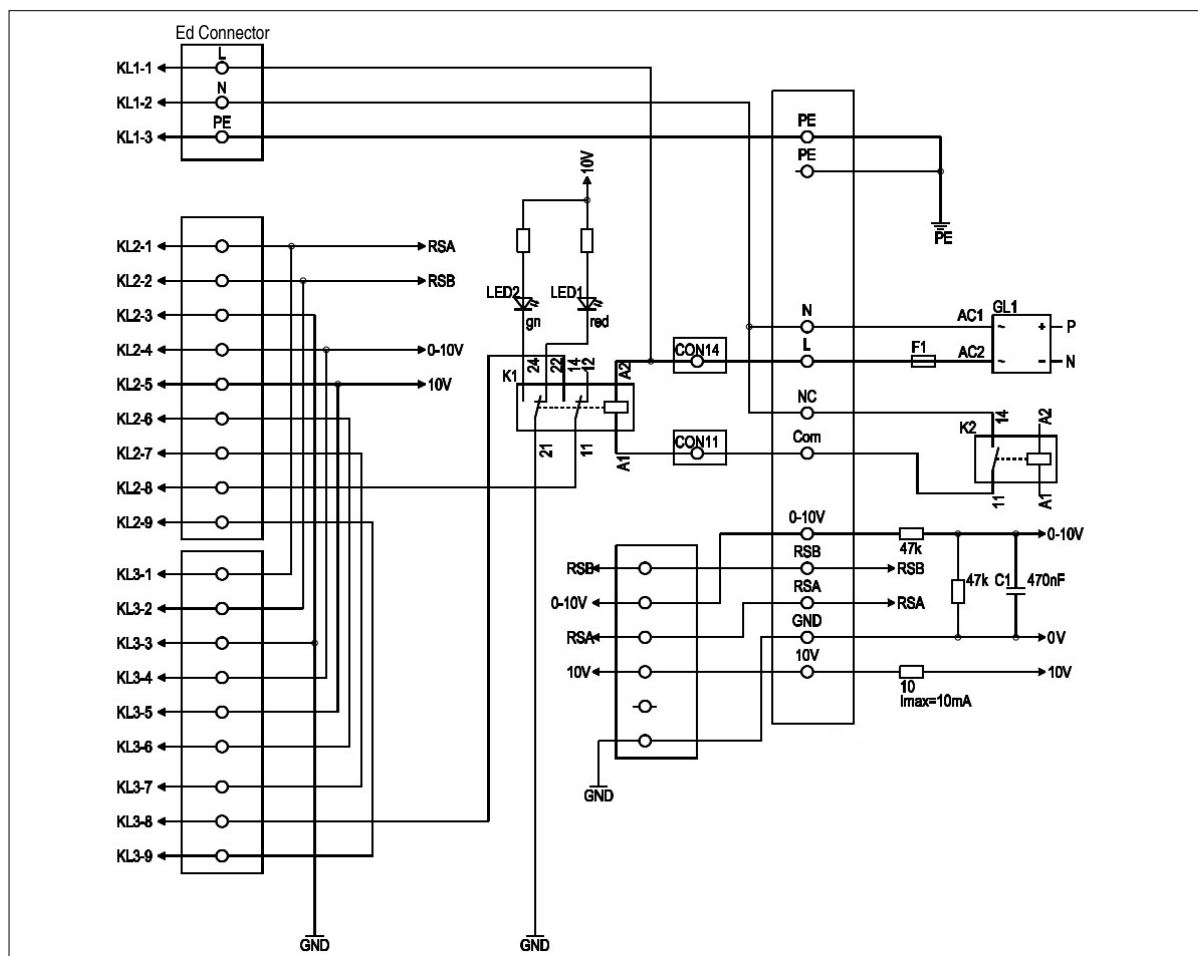 Ed Connector
L
KL1-1
N
KL1-2
PE
KL1-3
PE
PE
PE
10V
KL2-1
RSA
KL2-2
RSB
KL2-3
KL2-4
0-10V
KL2-5
10V
KL2-6
KL2-7
KL2-8
KL2-9
LED2
gn
LED1
red
K1
24
22
14
12
A2
21
11
A1
CON14
CON11
N
L
NC
Com
F1
AC1
AC2
GL1
~ + P
~ - N
K2
14
A2
11
A1
KL3-1
KL3-2
KL3-3
KL3-4
KL3-5
KL3-6
KL3-7
KL3-8
KL3-9
GND
GND
RSB
0-10V
RSA
10V
GND
0-10V
RSB
RSA
GND
10V
47k
0-10V
RSB
RSA
47k
C1
470nF
0V
10V
10
Imax=10mA